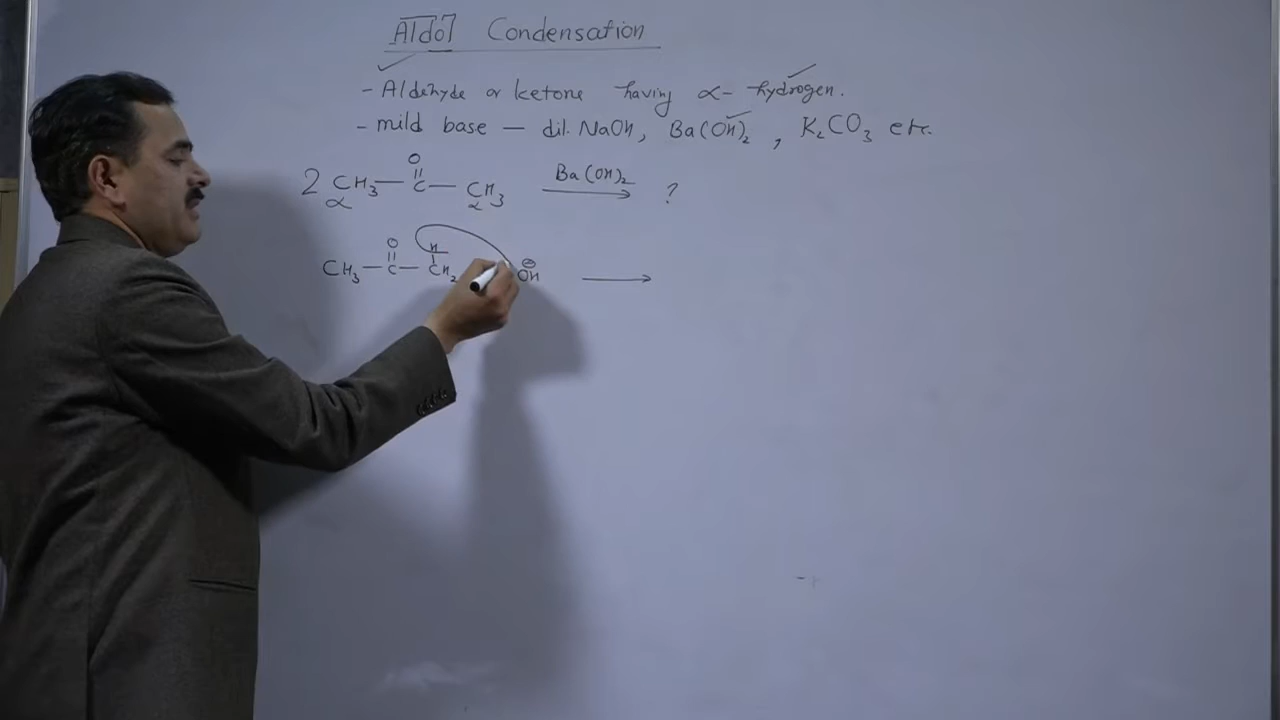 Aldol Condensation
- Aldehyde or ketone having α- hydrogen.
- mild base — dil. NaOH, Ba(OH)₂, K₂CO₃ etc.
O
2 CH₃ — C — CH₃ Ba(OH)₂ ?
α α
O H ⊖
CH₃ — C — CH₂ OH